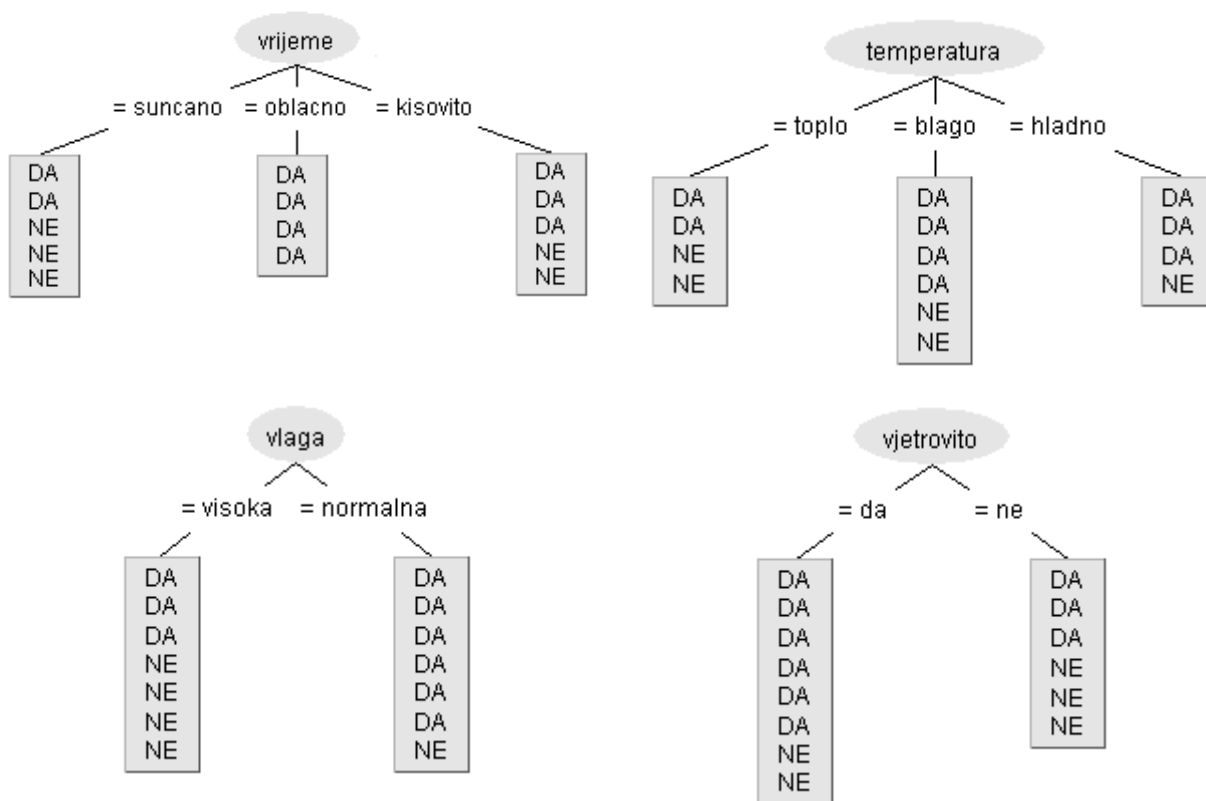 vrijeme
= suncano = oblacno = kisovito
DA
DA
NE
NE
NE
DA
DA
DA
DA
DA
DA
DA
NE
NE
temperatura
= toplo = blago = hladno
DA
DA
NE
NE
DA
DA
DA
DA
NE
NE
DA
DA
DA
NE
vlaga
= visoka = normalna
DA
DA
DA
NE
NE
NE
NE
DA
DA
DA
DA
DA
DA
NE
vjetrovito
= da = ne
DA
DA
DA
DA
DA
DA
NE
NE
DA
DA
DA
NE
NE
NE